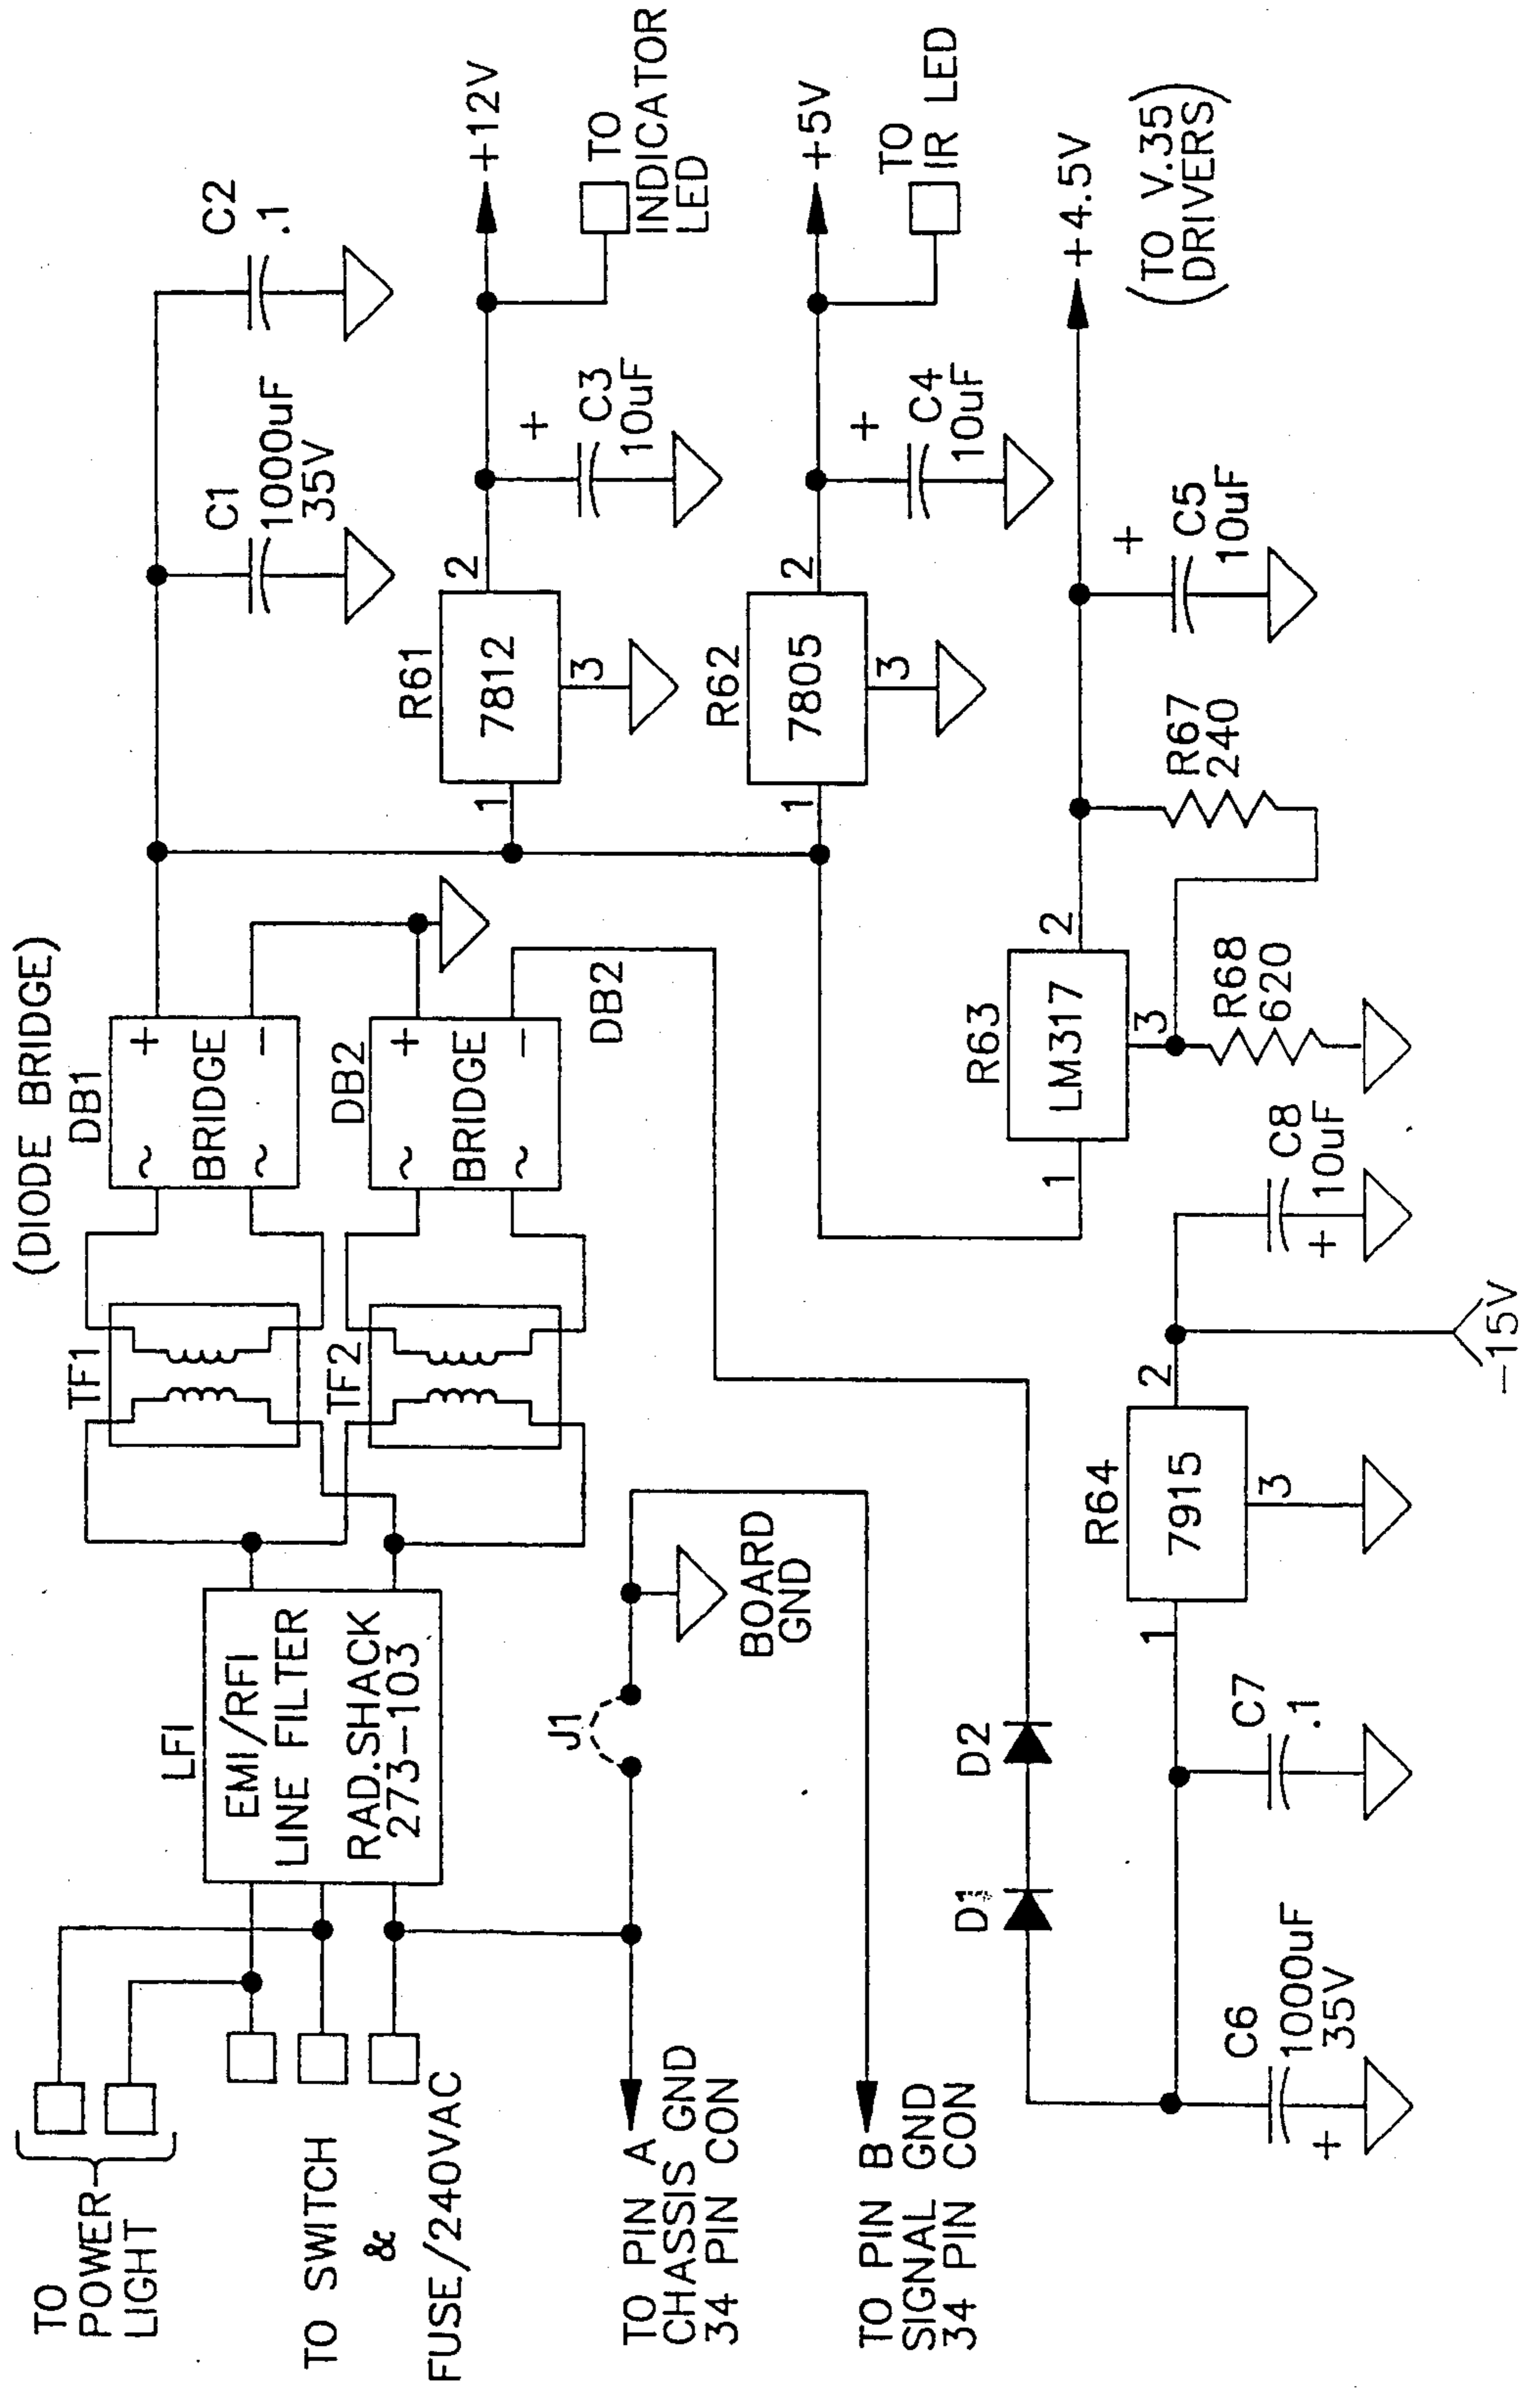 (DIODE BRIDGE)
TO
POWER
LIGHT
TO SWITCH
&
FUSE/240VAC
LFI
EMI/RFI
LINE FILTER
RAD.SHACK
273-103
TF1
TF2
DB1
~ +
BRIDGE
~ -
DB2
~ +
BRIDGE
~ -
DB2
C1
1000uF
35V
C2
.1
R61
7812
1
2
3
+
C3
10uF
+12V
TO
INDICATOR
LED
R62
7805
1
2
3
+
C4
10uF
+5V
TO
IR LED
R63
LM317
1
2
3
R67
240
R68
620
+
C5
10uF
+4.5V
(TO V.35
DRIVERS)
J1
BOARD
GND
TO PIN A
CHASSIS GND
34 PIN CON
TO PIN B
SIGNAL GND
34 PIN CON
D1
D2
C6
1000uF
35V
+
C7
.1
R64
7915
1
2
3
C8
10uF
+
-15V